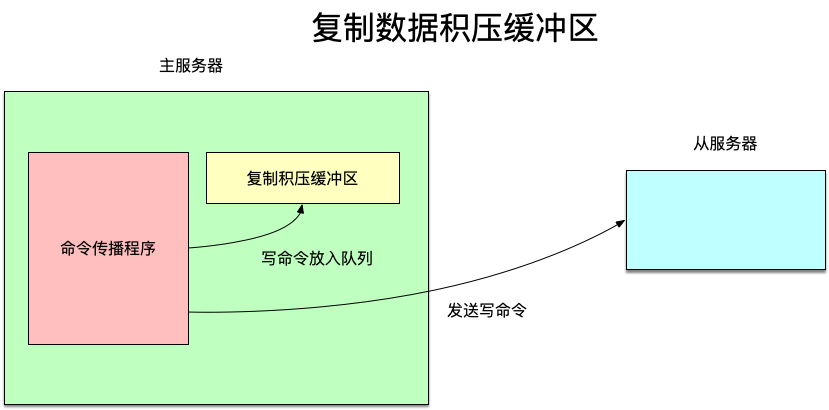 复制数据积压缓冲区
主服务器
从服务器
复制积压缓冲区
命令传播程序
写命令放入队列
发送写命令